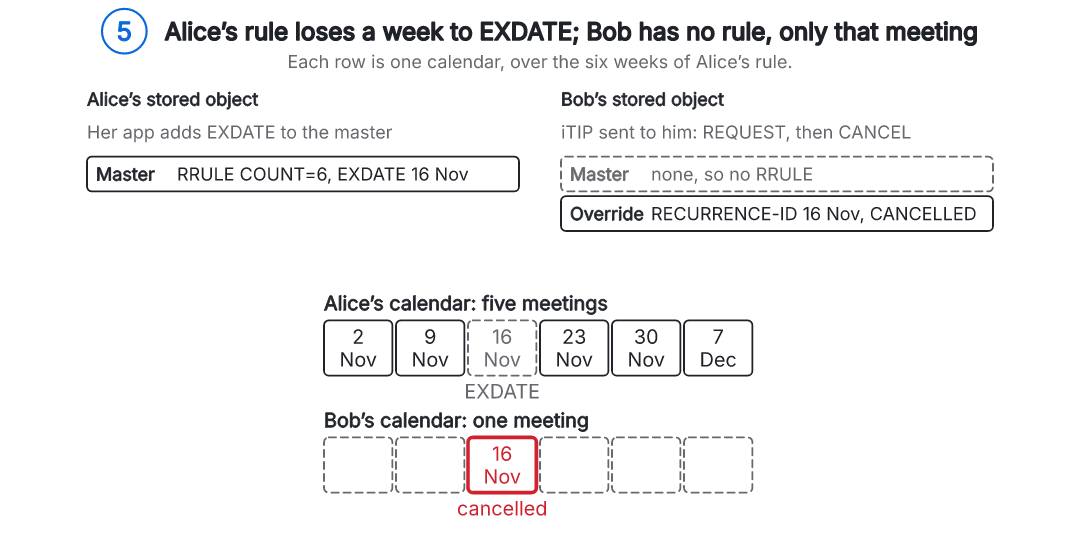 5 Alice’s rule loses a week to EXDATE; Bob has no rule, only that meeting
Each row is one calendar, over the six weeks of Alice’s rule.
Alice’s stored object
Her app adds EXDATE to the master
Master RRULE COUNT=6, EXDATE 16 Nov
Bob’s stored object
iTIP sent to him: REQUEST, then CANCEL
Master none, so no RRULE
Override RECURRENCE-ID 16 Nov, CANCELLED
Alice’s calendar: five meetings
2 9 16 23 30 7
Nov Nov Nov Nov Nov Dec
EXDATE
Bob’s calendar: one meeting
16
Nov
cancelled